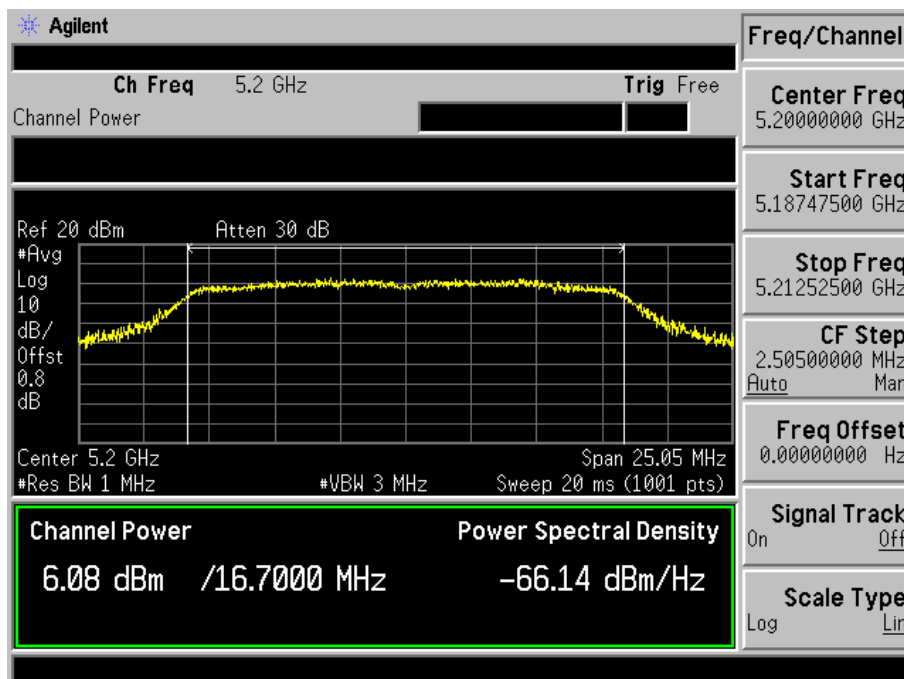 Agilent
Freq/Channel
Ch Freq 5.2 GHz Trig Free
Channel Power
Center Freq
5.20000000 GHz
Start Freq
5.18747500 GHz
Stop Freq
5.21252500 GHz
CF Step
2.50500000 MHz
Auto Man
Freq Offset
0.00000000 Hz
Signal Track
On Off
Scale Type
Log Lin
Ref 20 dBm Atten 30 dB
#Avg
Log
10
dB/
Offst
0.8
dB
Center 5.2 GHz Span 25.05 MHz
#Res BW 1 MHz #VBW 3 MHz Sweep 20 ms (1001 pts)
Channel Power Power Spectral Density
6.08 dBm /16.7000 MHz -66.14 dBm/Hz